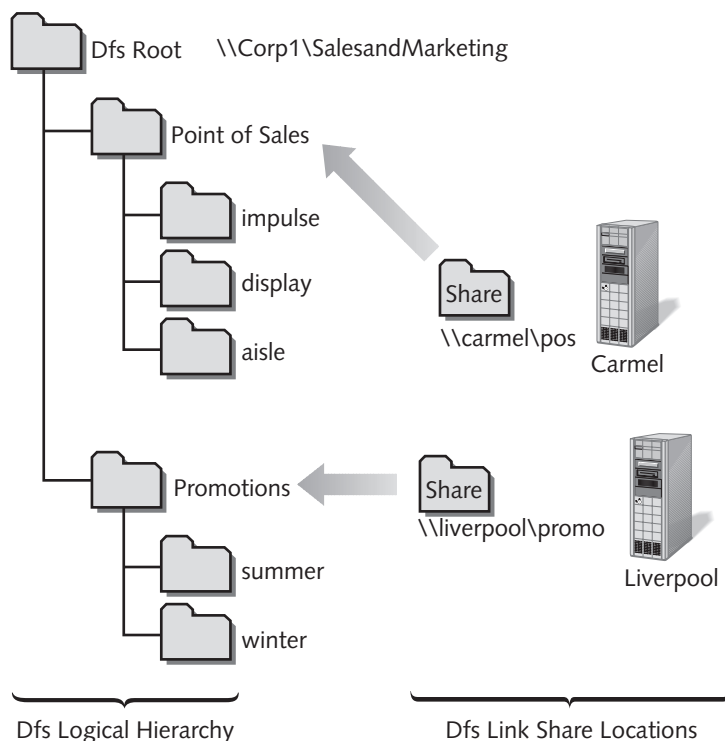 Dfs Root \\Corp1\SalesandMarketing
Point of Sales
impulse
display
aisle
Share
\\carmel\pos
Carmel
Promotions
Share
\\liverpool\promo
Liverpool
summer
winter
Dfs Logical Hierarchy
Dfs Link Share Locations